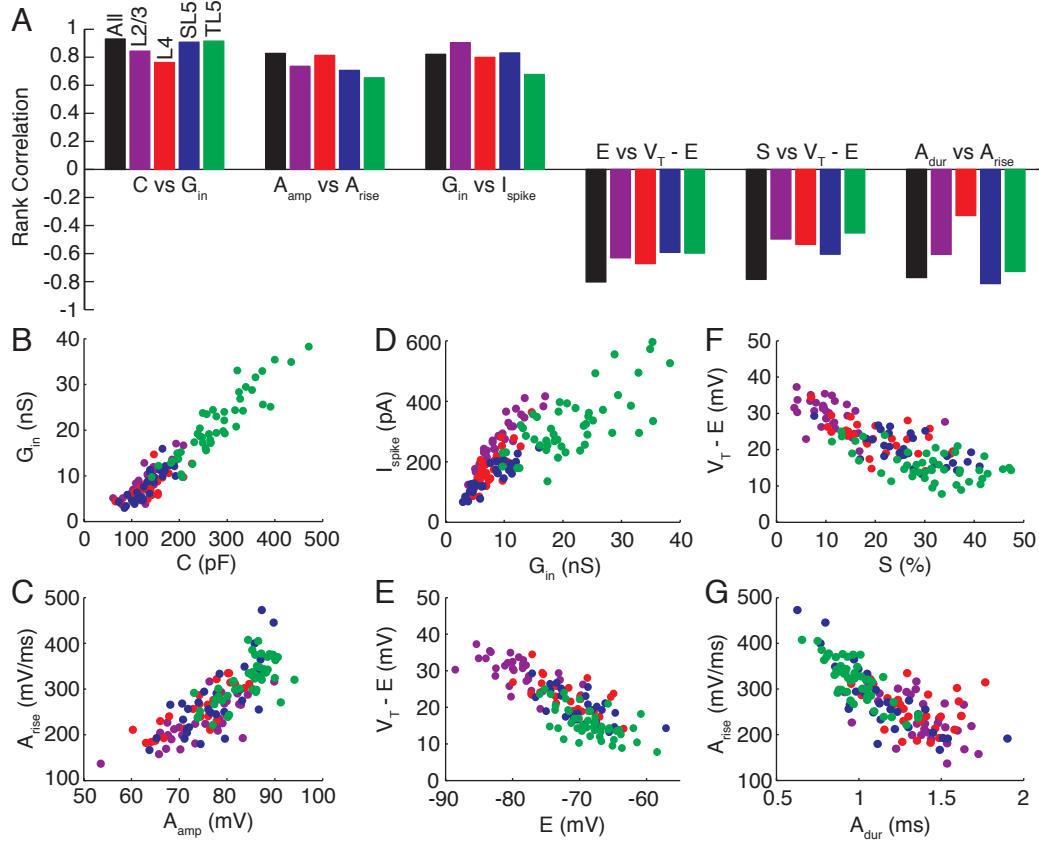 A
All L2/3 L4 SL5 TL5
Rank Correlation
1
0.8
0.6
0.4
0.2
0
-0.2
-0.4
-0.6
-0.8
-1
C vs G_in
A_amp vs A_rise
G_in vs I_spike
E vs V_T - E
S vs V_T - E
A_dur vs A_rise
B
G_in (nS)
40
30
20
10
0
0 100 200 300 400 500
C (pF)
D
I_spike (pA)
600
400
200
0
0 10 20 30 40
G_in (nS)
F
V_T - E (mV)
50
40
30
20
10
0
0 10 20 30 40 50
S (%)
C
A_rise (mV/ms)
500
400
300
200
100
50 60 70 80 90 100
A_amp (mV)
E
V_T - E (mV)
50
40
30
20
10
0
-90 -80 -70 -60
E (mV)
G
A_rise (mV/ms)
500
400
300
200
100
0.5 1 1.5 2
A_dur (ms)